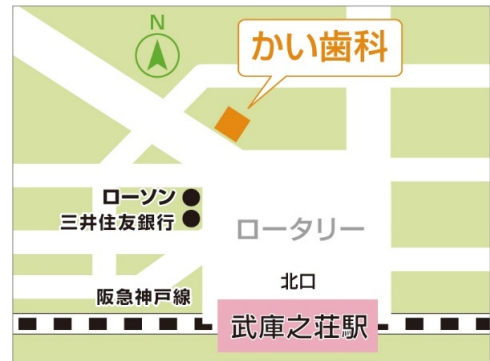 N
かい歯科
ローソン
三井住友銀行
ロータリー
北口
阪急神戸線
武庫之荘駅